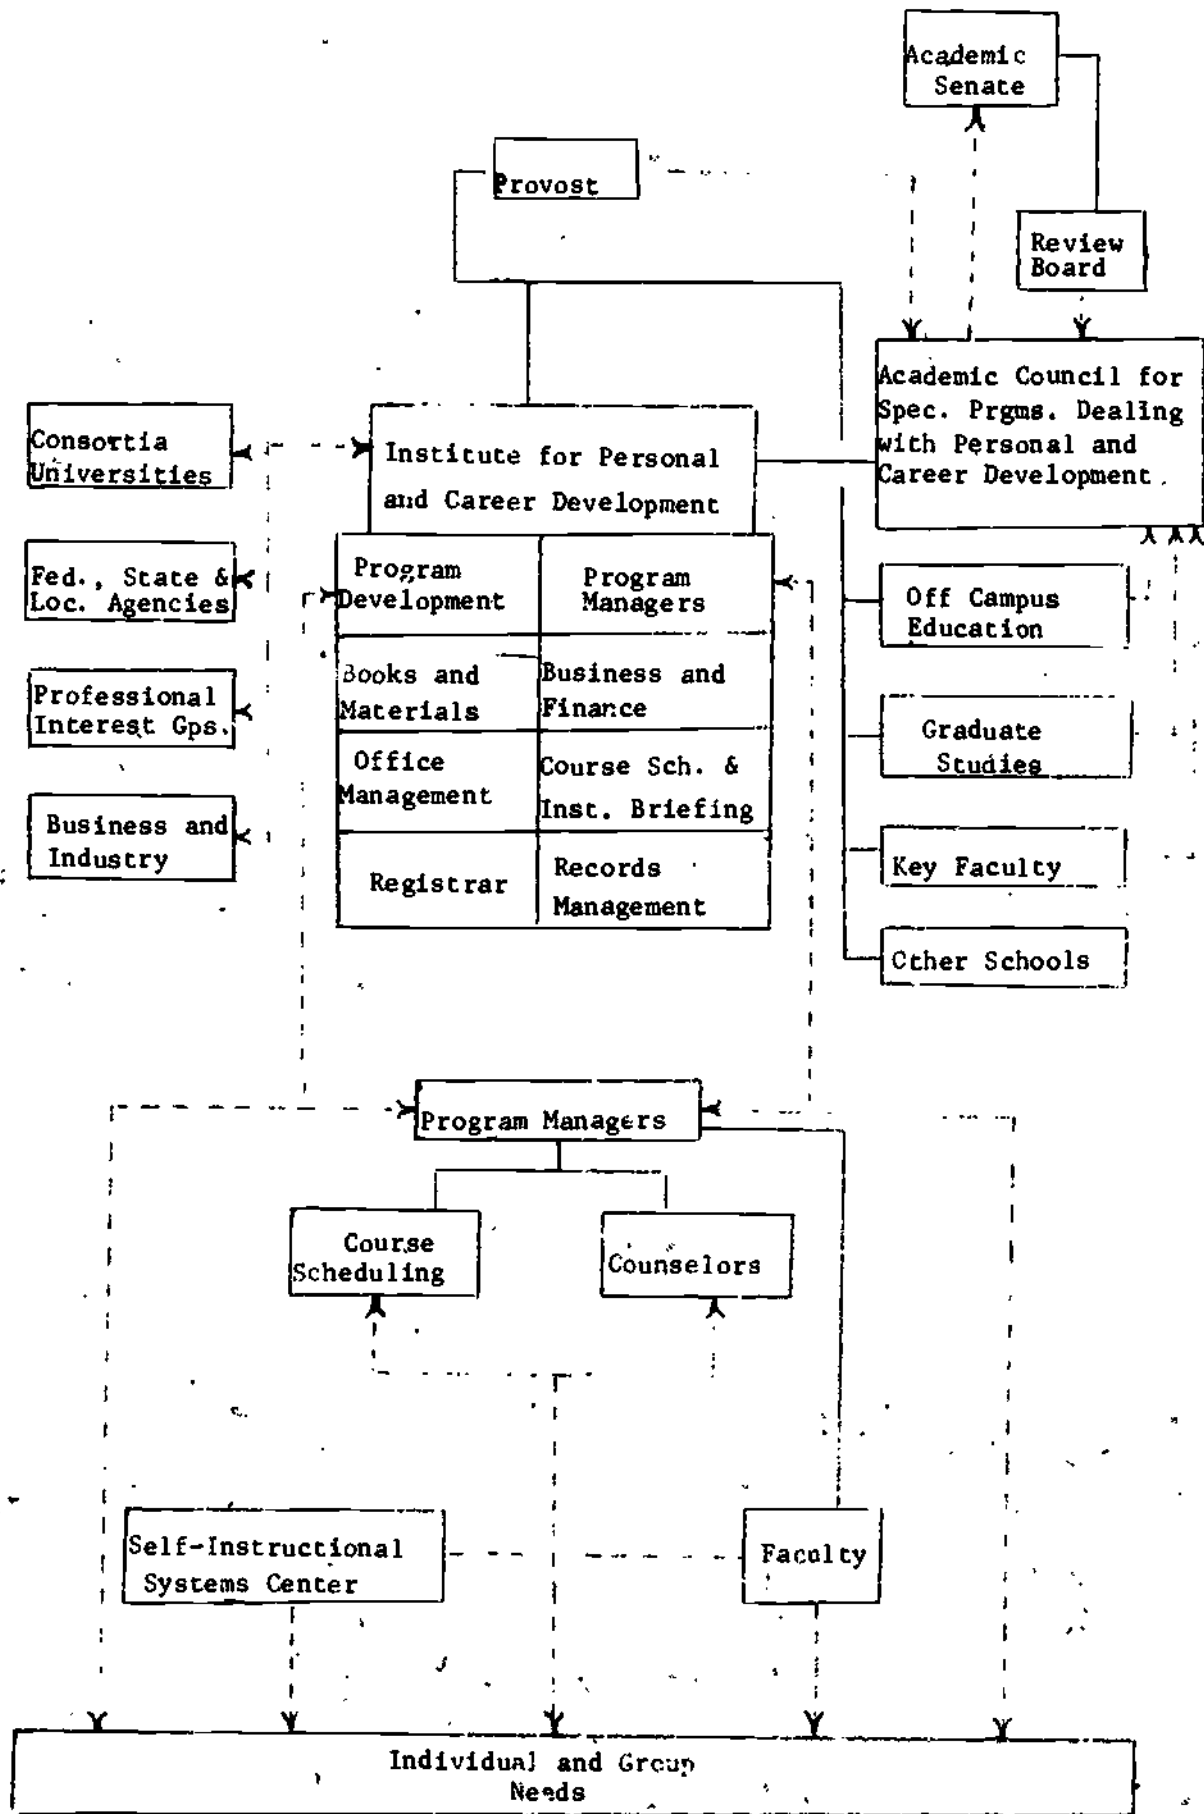 Academic
Senate
Provost
Review
Board
Academic Council for
Spec. Prgms. Dealing
with Personal and
Career Development
Consortia
Universities
Institute for Personal
and Career Development
Fed., State &
Loc. Agencies
Program
Development
Program
Managers
Off Campus
Education
Professional
Interest Gps.
Books and
Materials
Business and
Finance
Graduate
Studies
Office
Management
Course Sch. &
Inst. Briefing
Business and
Industry
Registrar
Records
Management
Key Faculty
Other Schools
Program Managers
Course
Scheduling
Counselors
Self-Instructional
Systems Center
Faculty
Individual and Group
Needs